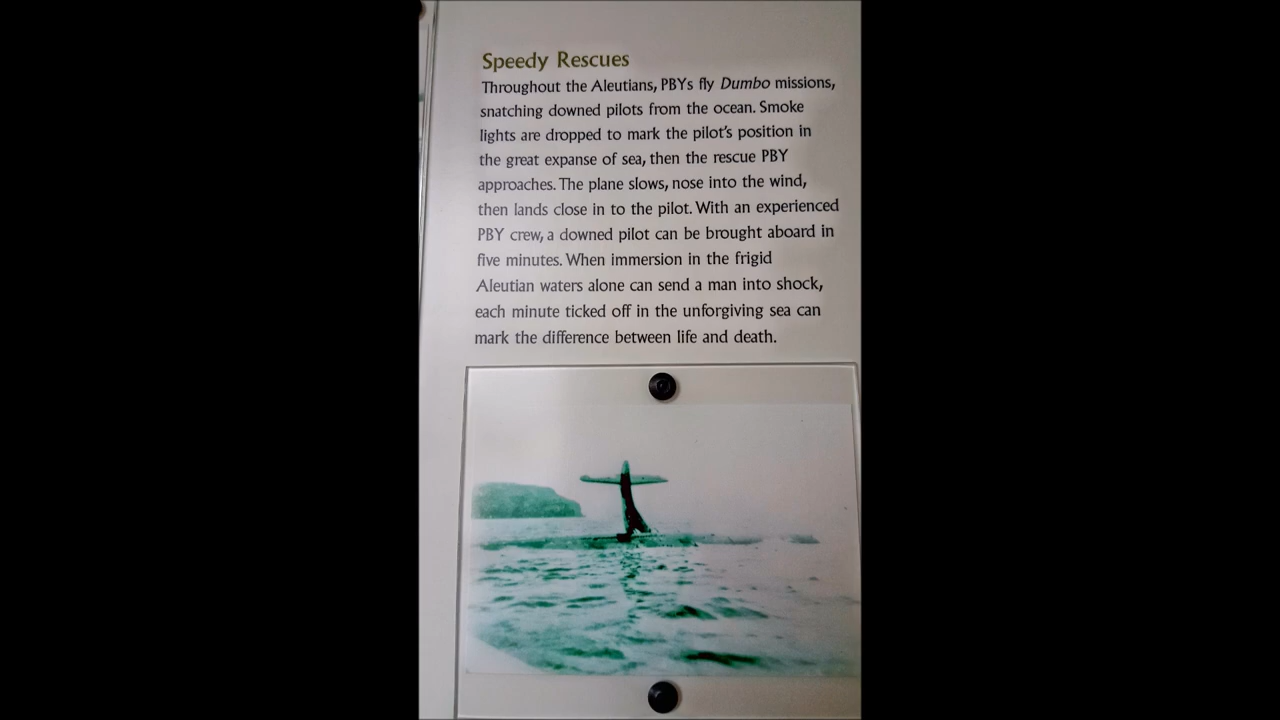 Speedy Rescues
Throughout the Aleutians, PBYs fly Dumbo missions,
snatching downed pilots from the ocean. Smoke
lights are dropped to mark the pilot's position in
the great expanse of sea, then the rescue PBY
approaches. The plane slows, nose into the wind,
then lands close in to the pilot. With an experienced
PBY crew, a downed pilot can be brought aboard in
five minutes. When immersion in the frigid
Aleutian waters alone can send a man into shock,
each minute ticked off in the unforgiving sea can
mark the difference between life and death.